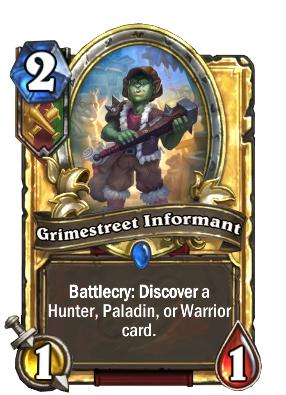 2
Grimestreet Informant
Battlecry: Discover a
Hunter, Paladin, or Warrior
card.
1
1